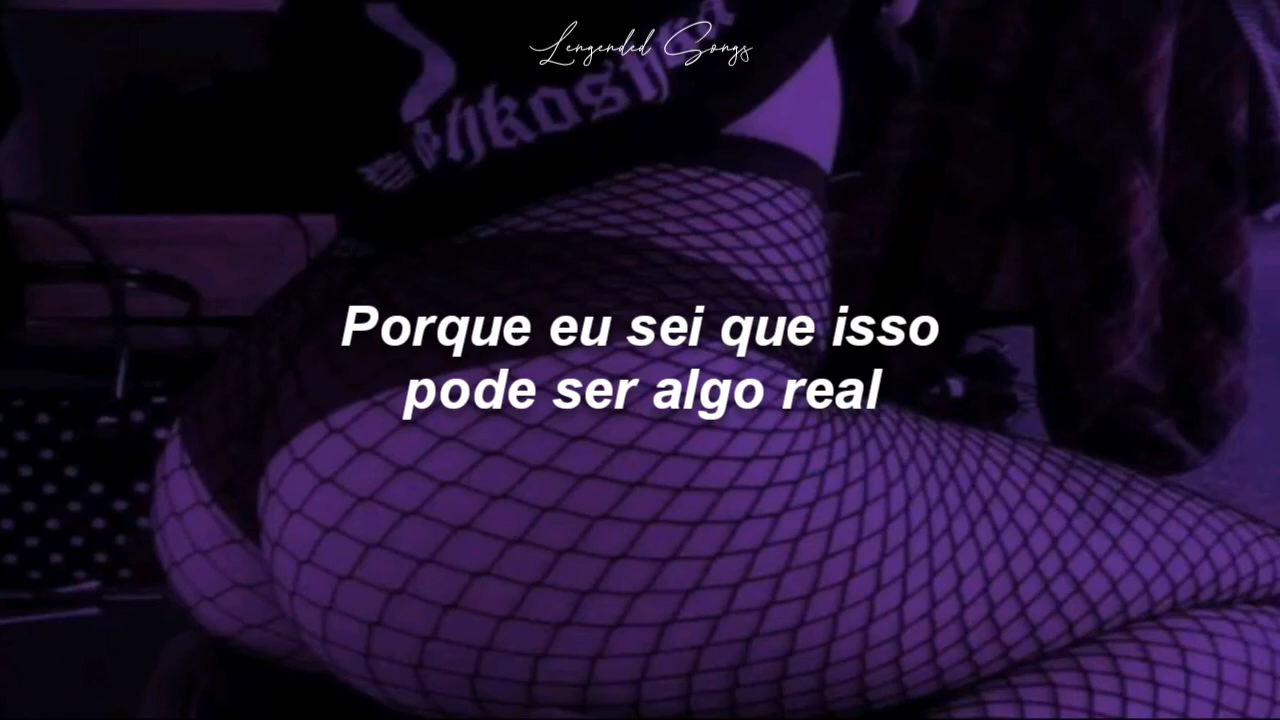 Lengended Songs
Porque eu sei que isso
pode ser algo real